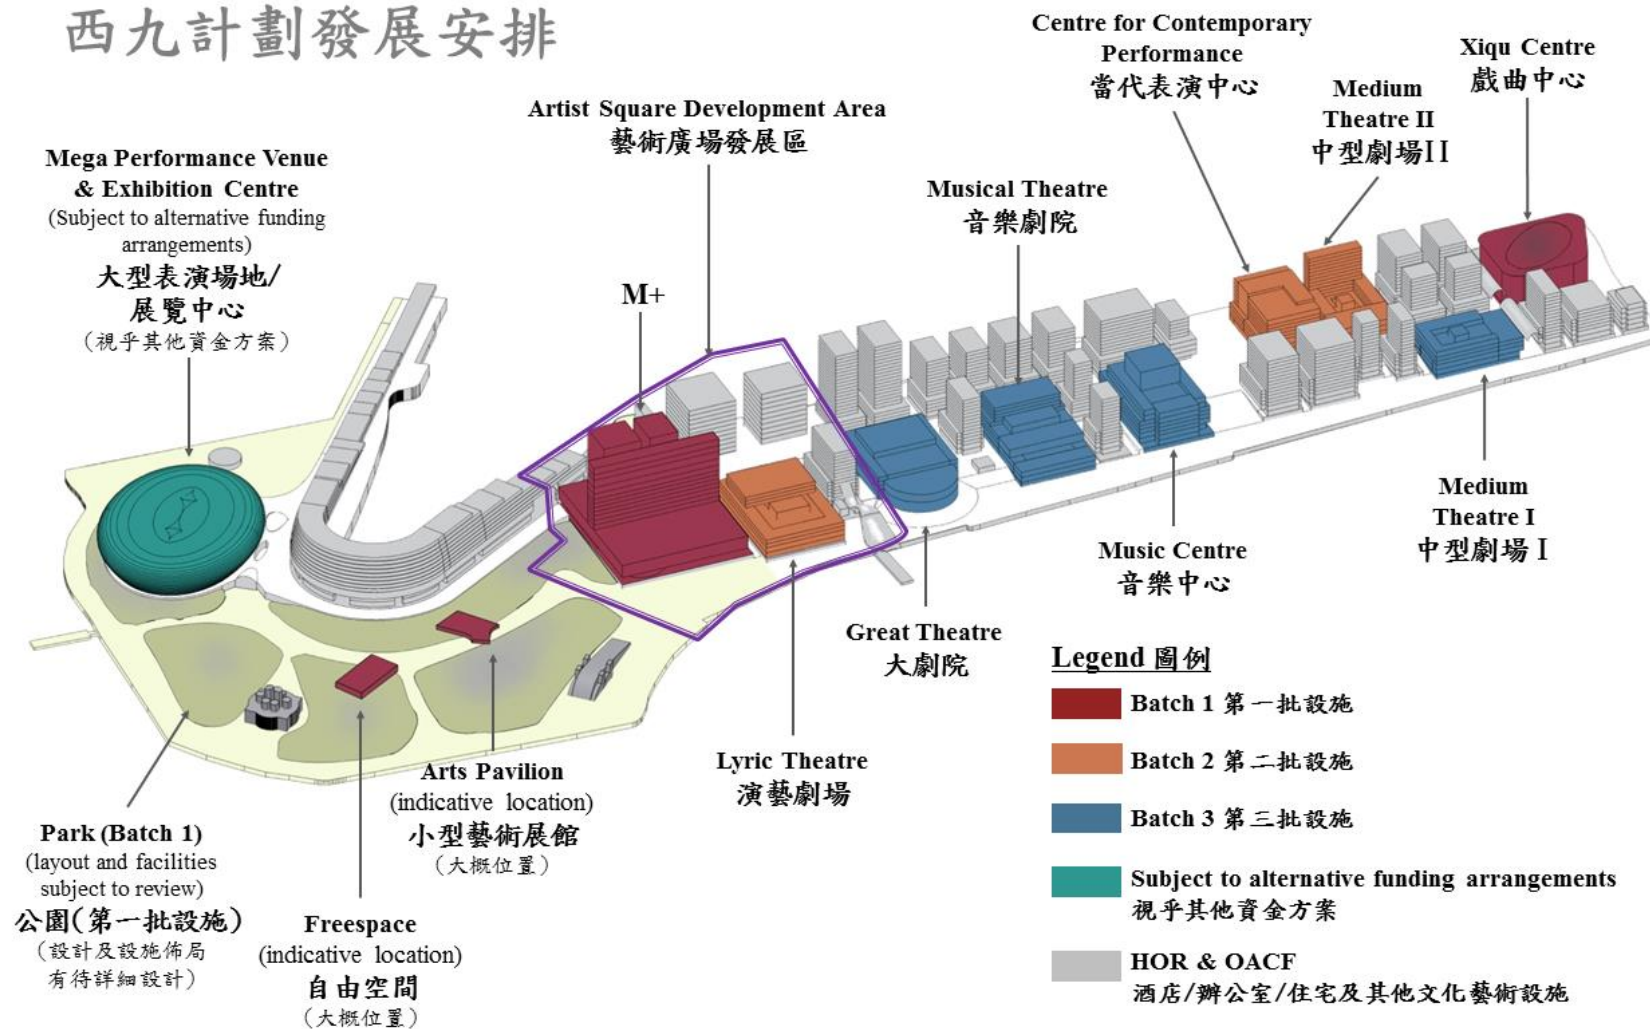 西九計劃發展安排
Centre for Contemporary
Performance
當代表演中心
Xiqu Centre
戲曲中心
Medium
Theatre II
中型劇場II
Artist Square Development Area
藝術廣場發展區
Mega Performance Venue
& Exhibition Centre
(Subject to alternative funding
arrangements)
大型表演場地/
展覽中心
(視乎其他資金方案)
Musical Theatre
音樂劇院
M+
Medium
Theatre I
中型劇場 I
Music Centre
音樂中心
Great Theatre
大劇院
Lyric Theatre
演藝劇場
Arts Pavilion
(indicative location)
小型藝術展館
(大概位置)
Park (Batch 1)
(layout and facilities
subject to review)
公園(第一批設施)
(設計及設施佈局
有待詳細設計)
Freespace
(indicative location)
自由空間
(大概位置)
Legend 圖例
Batch 1 第一批設施
Batch 2 第二批設施
Batch 3 第三批設施
Subject to alternative funding arrangements
視乎其他資金方案
HOR & OACF
酒店/辦公室/住宅及其他文化藝術設施